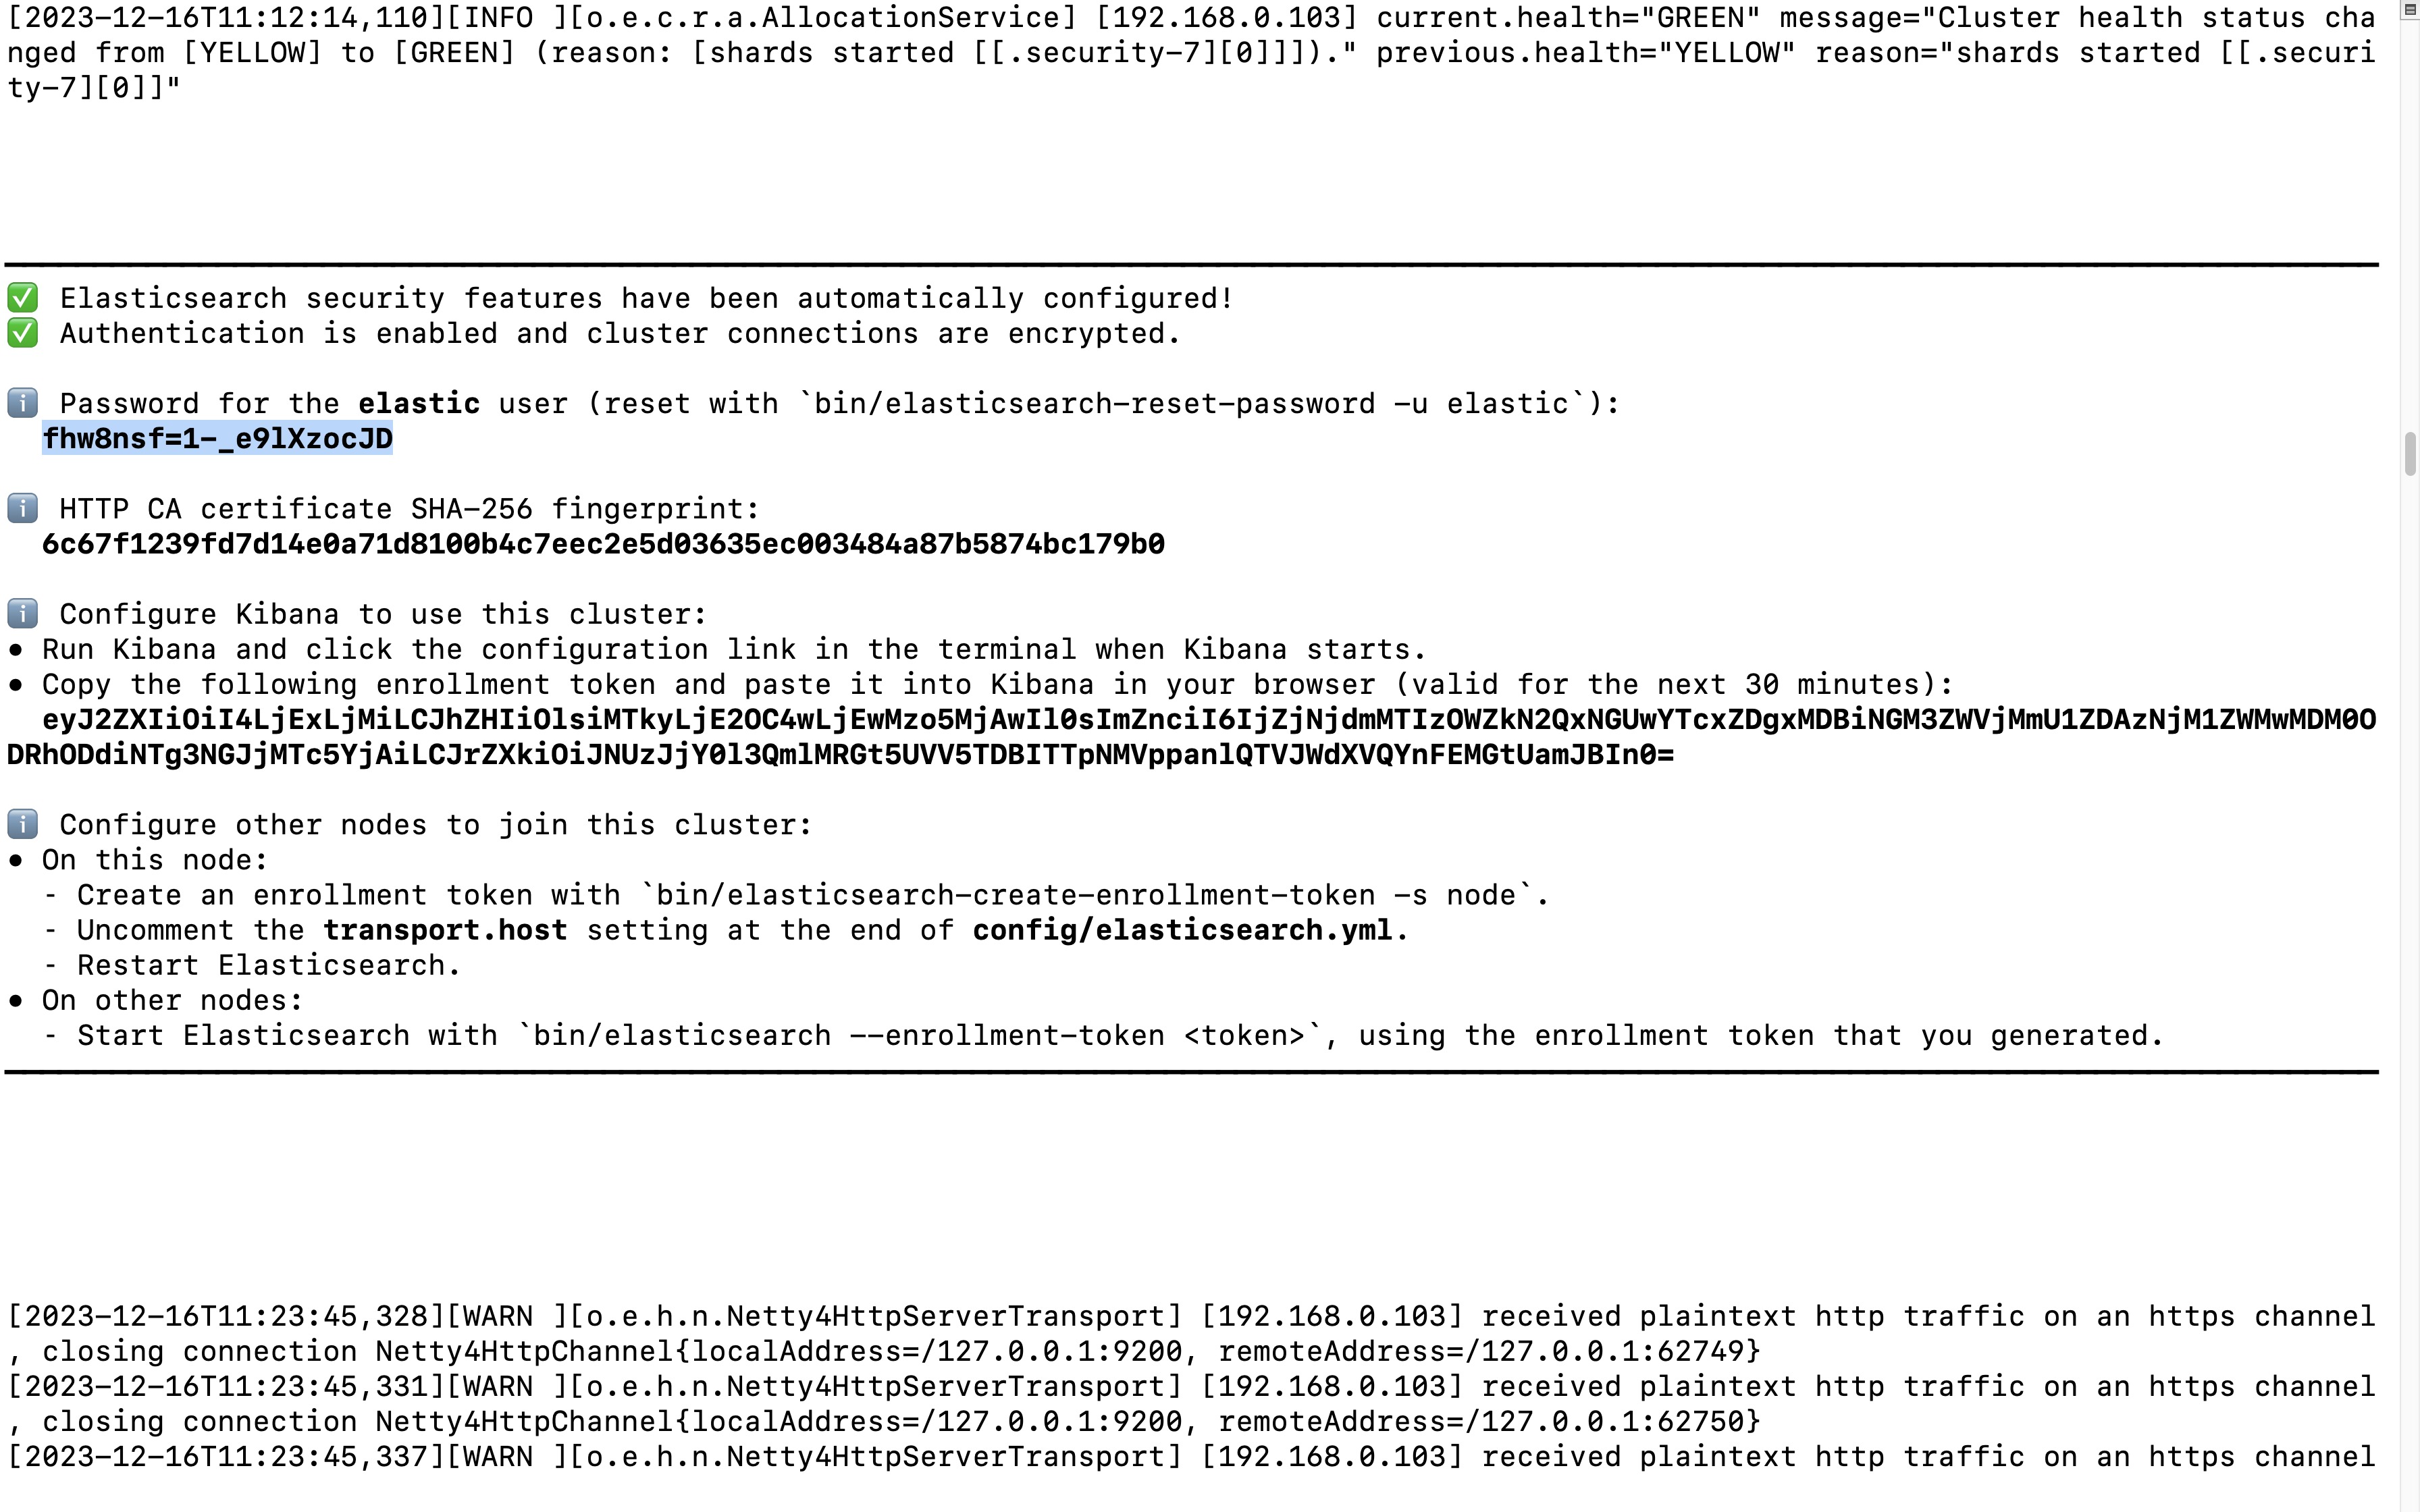 [2023-12-16T11:12:14,110][INFO ][o.e.c.r.a.AllocationService] [192.168.0.103] current.health="GREEN" message="Cluster health status cha
nged from [YELLOW] to [GREEN] (reason: [shards started [[.security-7][0]]])." previous.health="YELLOW" reason="shards started [[.securi
ty-7][0]]"
✅ Elasticsearch security features have been automatically configured!
✅ Authentication is enabled and cluster connections are encrypted.
ℹ️ Password for the elastic user (reset with `bin/elasticsearch-reset-password -u elastic`):
fhw8nsf=1-_e9lXzocJD
ℹ️ HTTP CA certificate SHA-256 fingerprint:
6c67f1239fd7d14e0a71d8100b4c7eec2e5d03635ec003484a87b5874bc179b0
ℹ️ Configure Kibana to use this cluster:
• Run Kibana and click the configuration link in the terminal when Kibana starts.
• Copy the following enrollment token and paste it into Kibana in your browser (valid for the next 30 minutes):
eyJ2ZXIiOiI4LjExLjMiLCJhZHIiOlsiMTkyLjE2OC4wLjEwMzo5MjAwIl0sImZnciI6IjZjNjdmMTIzOWZkN2QxNGUwYTcxZDgxMDBiNGM3ZWVjMmU1ZDAzNjM1ZWMwMDM0O
DRhODdiNTg3NGJjMTc5YjAiLCJrZXkiOiJNUzJjY0l3QmlMRGt5UVV5TDBITTpNMVppanlQTVJWdXVQYnFEMGtUamJBIn0=
ℹ️ Configure other nodes to join this cluster:
• On this node:
- Create an enrollment token with `bin/elasticsearch-create-enrollment-token -s node`.
- Uncomment the transport.host setting at the end of config/elasticsearch.yml.
- Restart Elasticsearch.
• On other nodes:
- Start Elasticsearch with `bin/elasticsearch --enrollment-token <token>`, using the enrollment token that you generated.
[2023-12-16T11:23:45,328][WARN ][o.e.h.n.Netty4HttpServerTransport] [192.168.0.103] received plaintext http traffic on an https channel
, closing connection Netty4HttpChannel{localAddress=/127.0.0.1:9200, remoteAddress=/127.0.0.1:62749}
[2023-12-16T11:23:45,331][WARN ][o.e.h.n.Netty4HttpServerTransport] [192.168.0.103] received plaintext http traffic on an https channel
, closing connection Netty4HttpChannel{localAddress=/127.0.0.1:9200, remoteAddress=/127.0.0.1:62750}
[2023-12-16T11:23:45,337][WARN ][o.e.h.n.Netty4HttpServerTransport] [192.168.0.103] received plaintext http traffic on an https channel